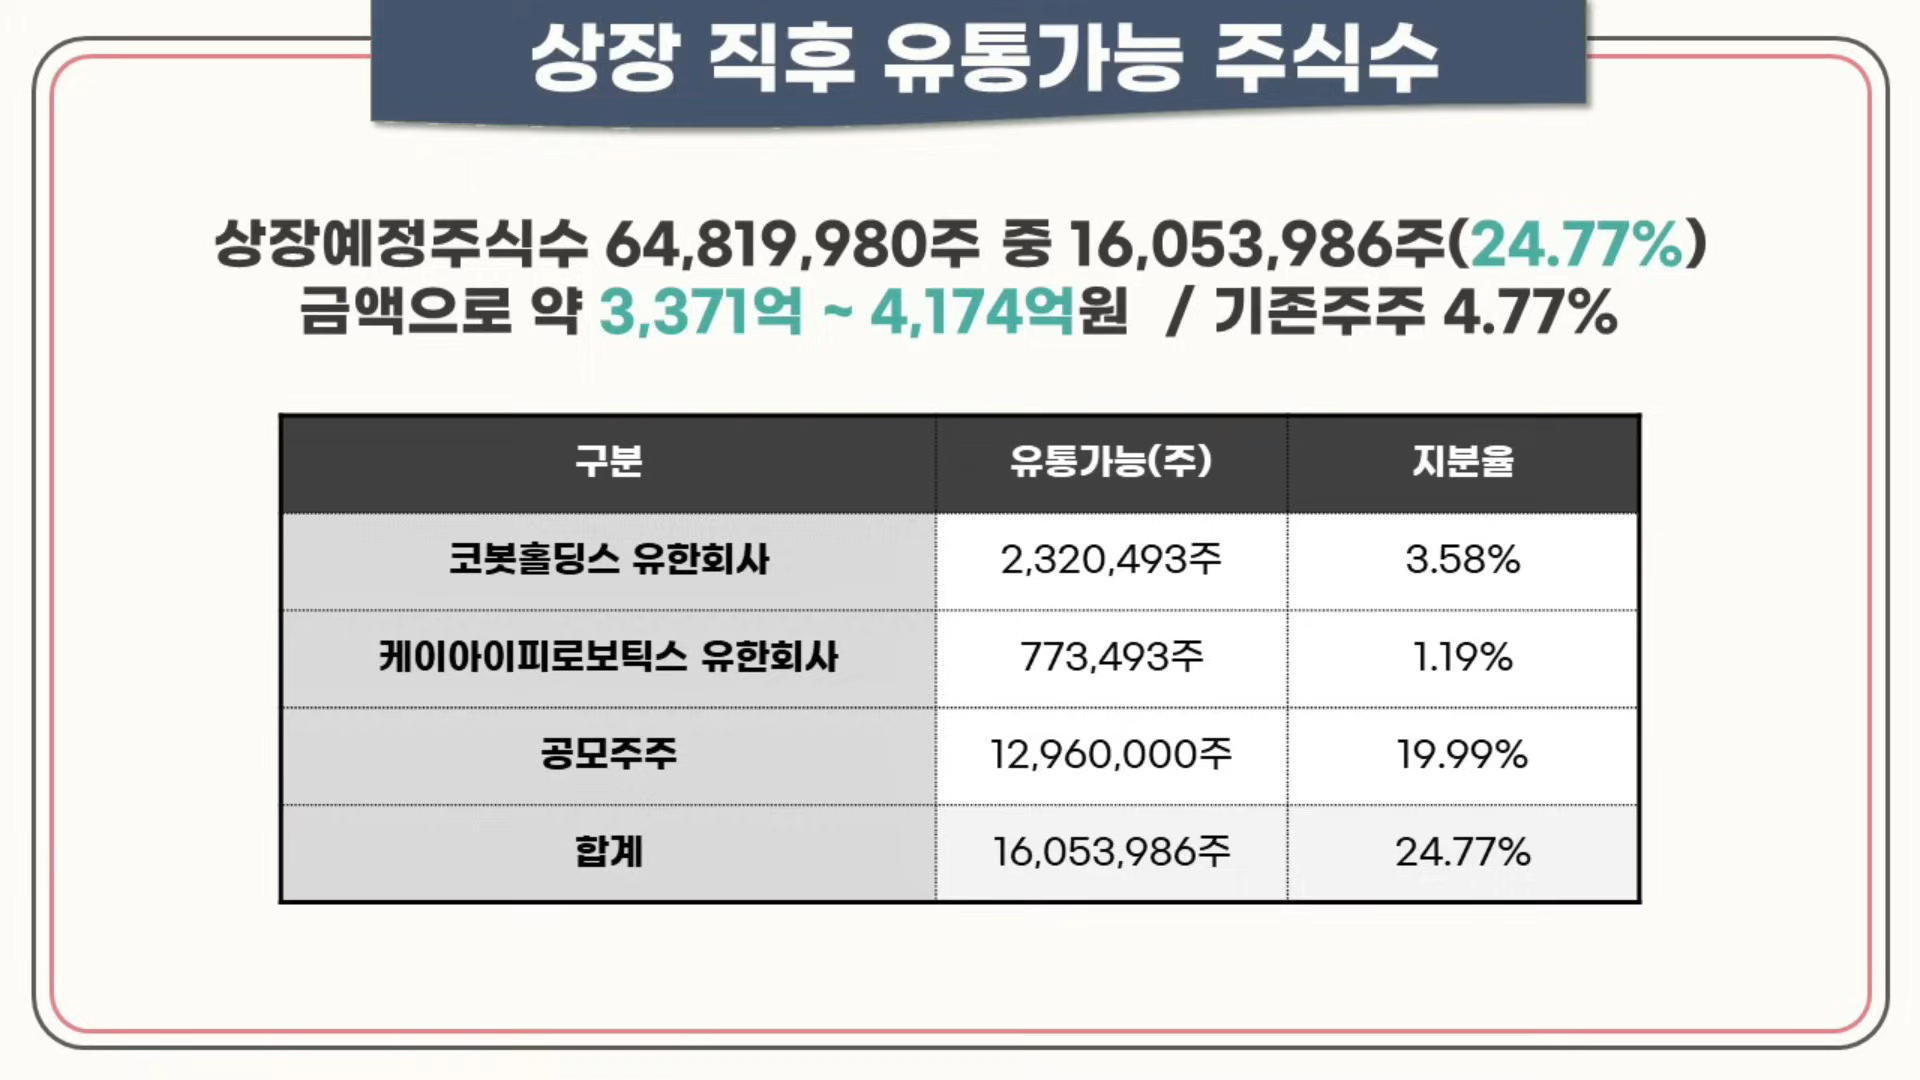 상장 직후 유통가능 주식수
상장예정주식수 64,819,980주 중 16,053,986주(24.77%)
금액으로 약 3,371억 ~ 4,174억원 / 기존주주 4.77%
구분 유통가능(주) 지분율
코봇홀딩스 유한회사 2,320,493주 3.58%
케이아이피로보틱스 유한회사 773,493주 1.19%
공모주주 12,960,000주 19.99%
합계 16,053,986주 24.77%